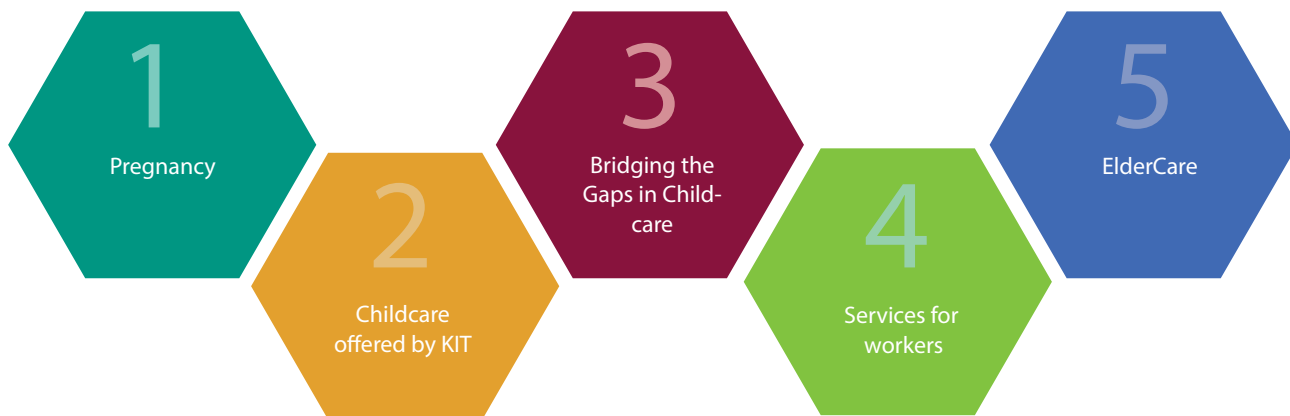 1
Pregnancy
2
Childcare
offered by KIT
3
Bridging the
Gaps in Child-
care
4
Services for
workers
5
ElderCare